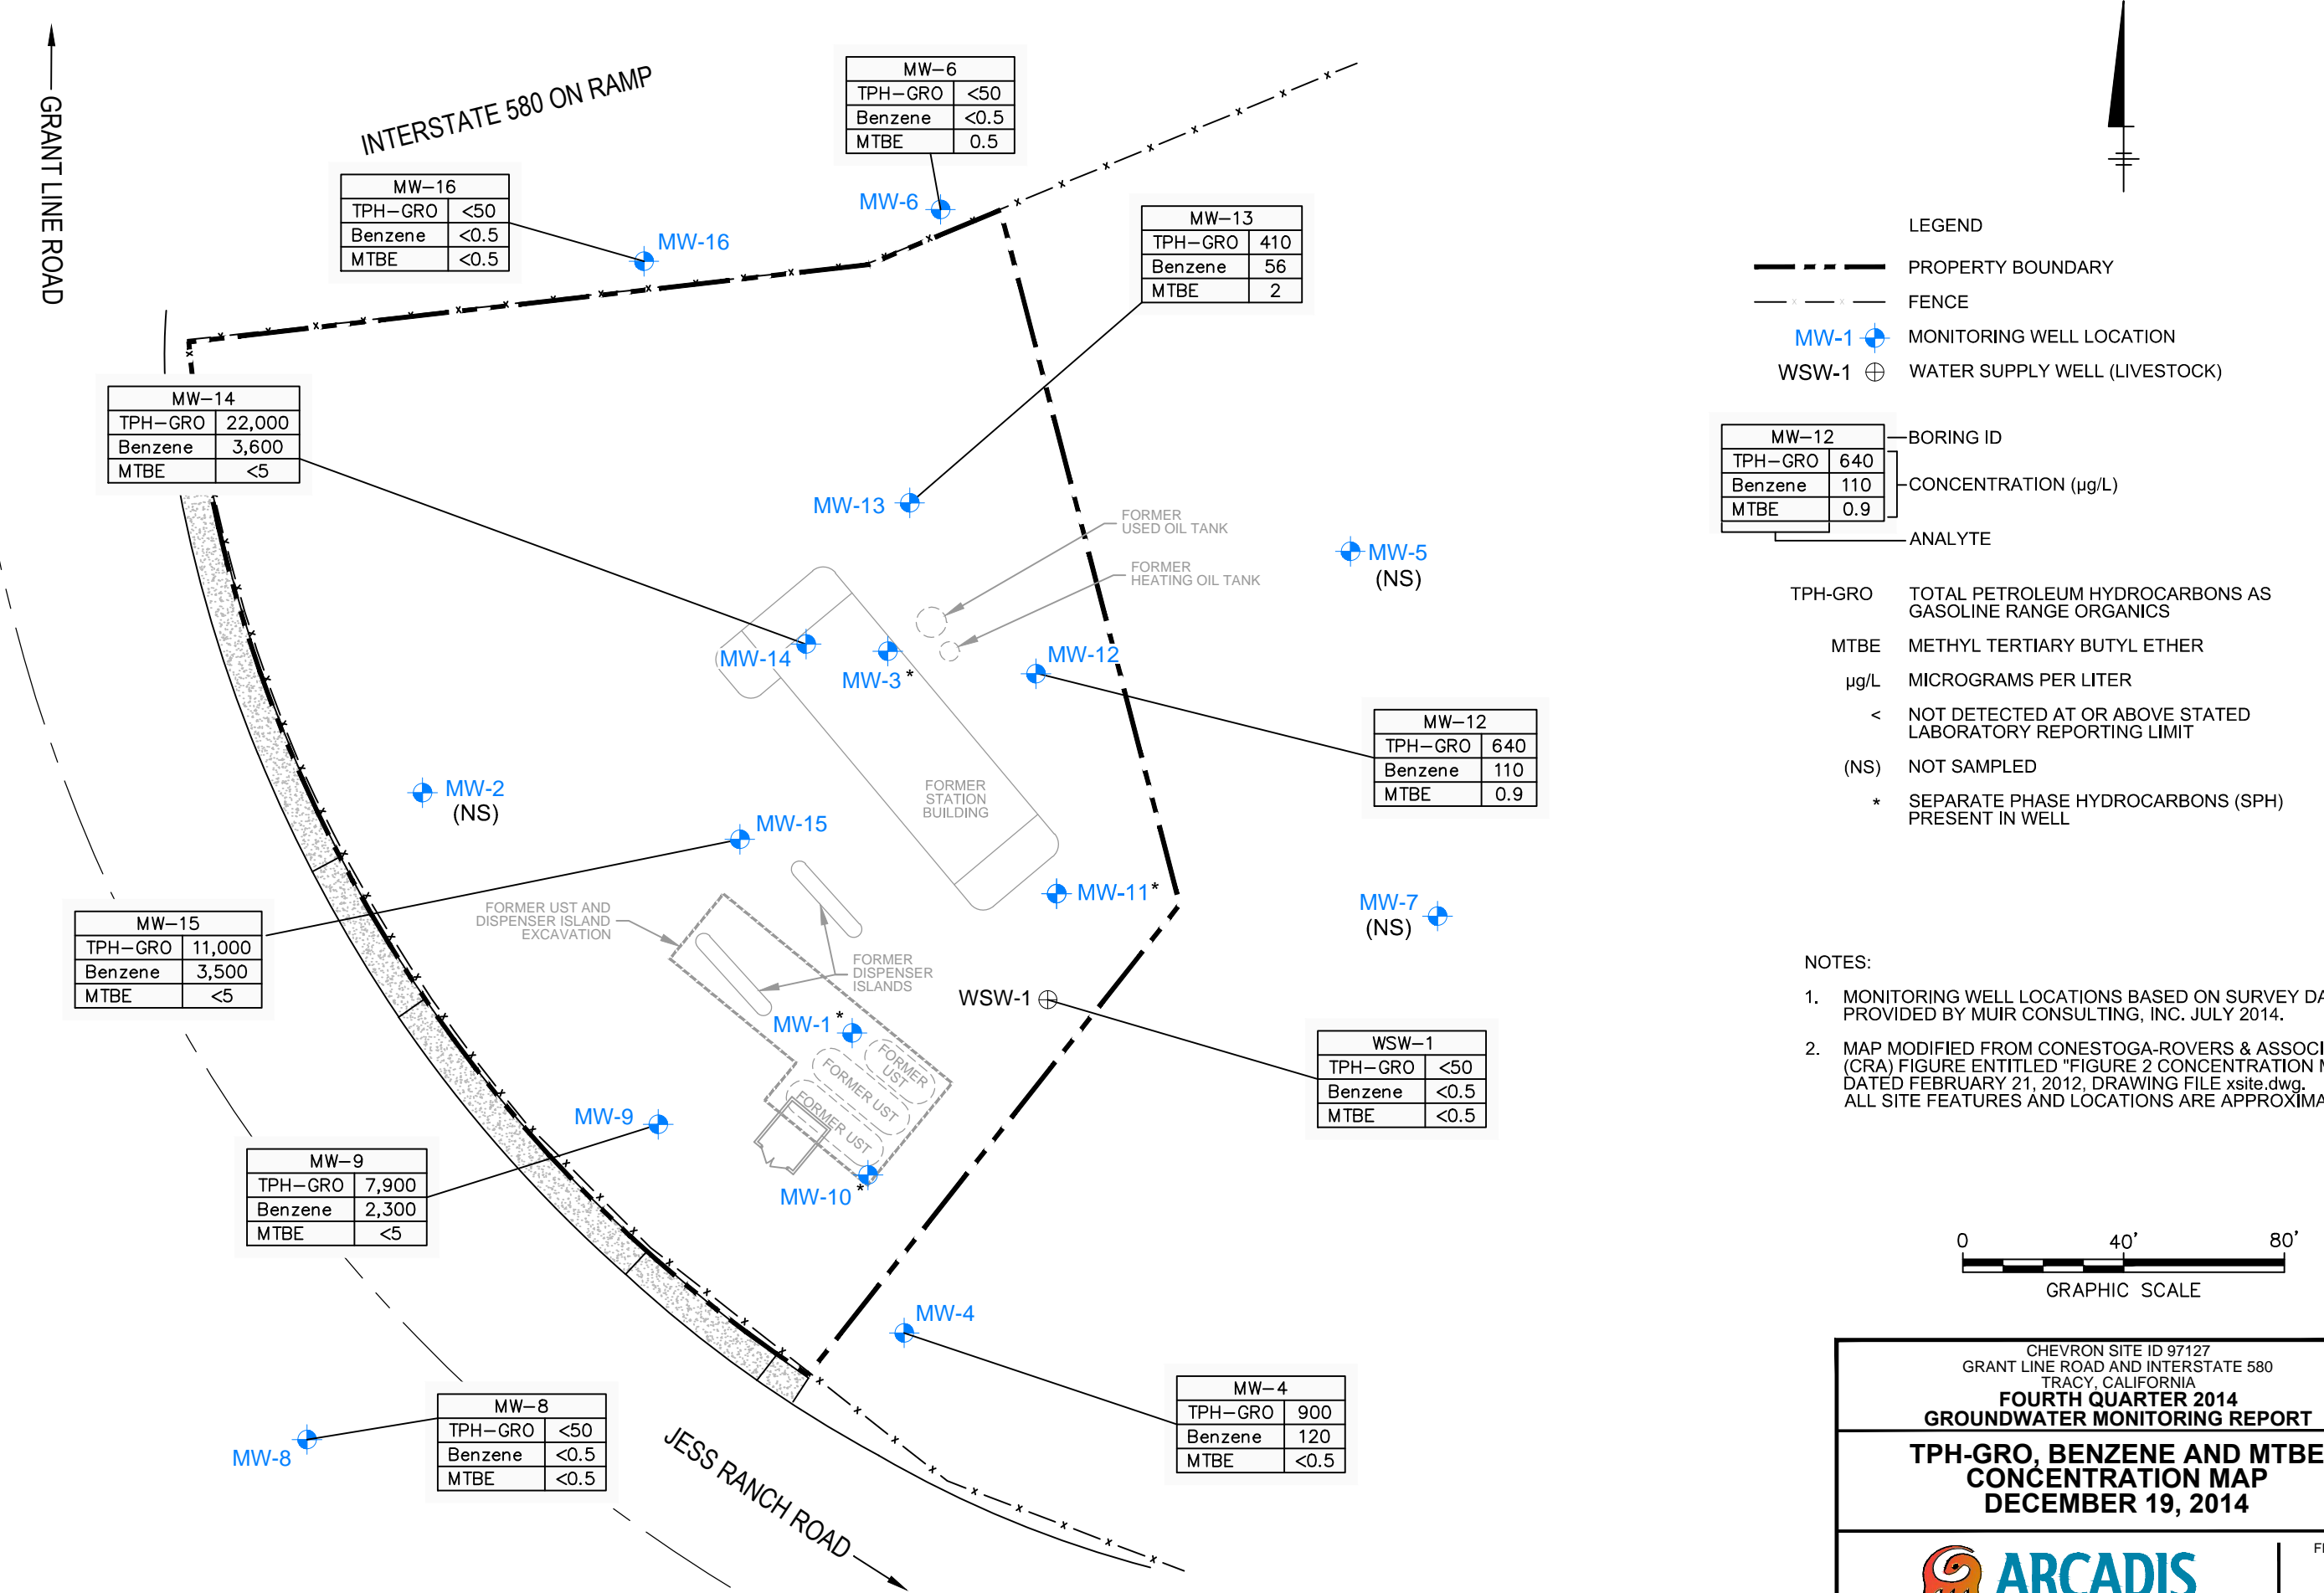 GRANT LINE ROAD
INTERSTATE 580 ON RAMP
MW-6
TPH-GRO <50
Benzene <0.5
MTBE 0.5
MW-16
TPH-GRO <50
Benzene <0.5
MTBE <0.5
MW-6
MW-16
MW-13
TPH-GRO 410
Benzene 56
MTBE 2
MW-14
TPH-GRO 22,000
Benzene 3,600
MTBE <5
MW-13
FORMER
USED OIL TANK
FORMER
HEATING OIL TANK
MW-5
(NS)
MW-14
MW-3 *
MW-12
MW-12
TPH-GRO 640
Benzene 110
MTBE 0.9
MW-2
(NS)
FORMER
STATION
BUILDING
MW-15
MW-11*
MW-7
(NS)
MW-15
TPH-GRO 11,000
Benzene 3,500
MTBE <5
FORMER UST AND
DISPENSER ISLAND
EXCAVATION
FORMER
DISPENSER
ISLANDS
WSW-1
MW-1 *
FORMER
UST
FORMER UST
FORMER UST
WSW-1
TPH-GRO <50
Benzene <0.5
MTBE <0.5
MW-9
MW-9
TPH-GRO 7,900
Benzene 2,300
MTBE <5
MW-10 *
MW-4
MW-4
TPH-GRO 900
Benzene 120
MTBE <0.5
MW-8
MW-8
TPH-GRO <50
Benzene <0.5
MTBE <0.5
JESS RANCH ROAD
LEGEND
PROPERTY BOUNDARY
FENCE
MW-1 MONITORING WELL LOCATION
WSW-1 WATER SUPPLY WELL (LIVESTOCK)
MW-12
TPH-GRO 640
Benzene 110
MTBE 0.9
BORING ID
CONCENTRATION (µg/L)
ANALYTE
TPH-GRO TOTAL PETROLEUM HYDROCARBONS AS
GASOLINE RANGE ORGANICS
MTBE METHYL TERTIARY BUTYL ETHER
µg/L MICROGRAMS PER LITER
< NOT DETECTED AT OR ABOVE STATED
LABORATORY REPORTING LIMIT
(NS) NOT SAMPLED
* SEPARATE PHASE HYDROCARBONS (SPH)
PRESENT IN WELL
NOTES:
1. MONITORING WELL LOCATIONS BASED ON SURVEY DA
PROVIDED BY MUIR CONSULTING, INC. JULY 2014.
2. MAP MODIFIED FROM CONESTOGA-ROVERS & ASSOCI
(CRA) FIGURE ENTITLED "FIGURE 2 CONCENTRATION
DATED FEBRUARY 21, 2012, DRAWING FILE xsite.dwg.
ALL SITE FEATURES AND LOCATIONS ARE APPROXIMA
0 40' 80'
GRAPHIC SCALE
CHEVRON SITE ID 97127
GRANT LINE ROAD AND INTERSTATE 580
TRACY, CALIFORNIA
FOURTH QUARTER 2014
GROUNDWATER MONITORING REPORT
TPH-GRO, BENZENE AND MTBE
CONCENTRATION MAP
DECEMBER 19, 2014
ARCADIS